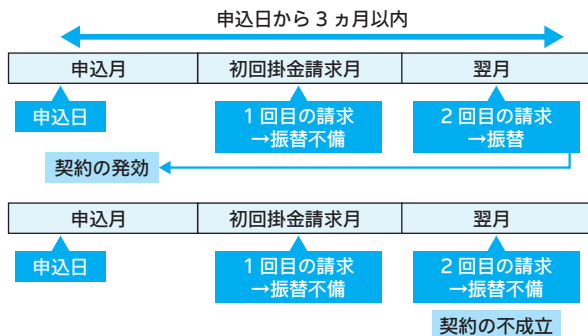 申込日から 3 ヵ月以内
申込月 初回掛金請求月 翌月
申込日
1 回目の請求
→振替不備
2 回目の請求
→振替
契約の発効
申込月 初回掛金請求月 翌月
申込日
1 回目の請求
→振替不備
2 回目の請求
→振替不備
契約の不成立